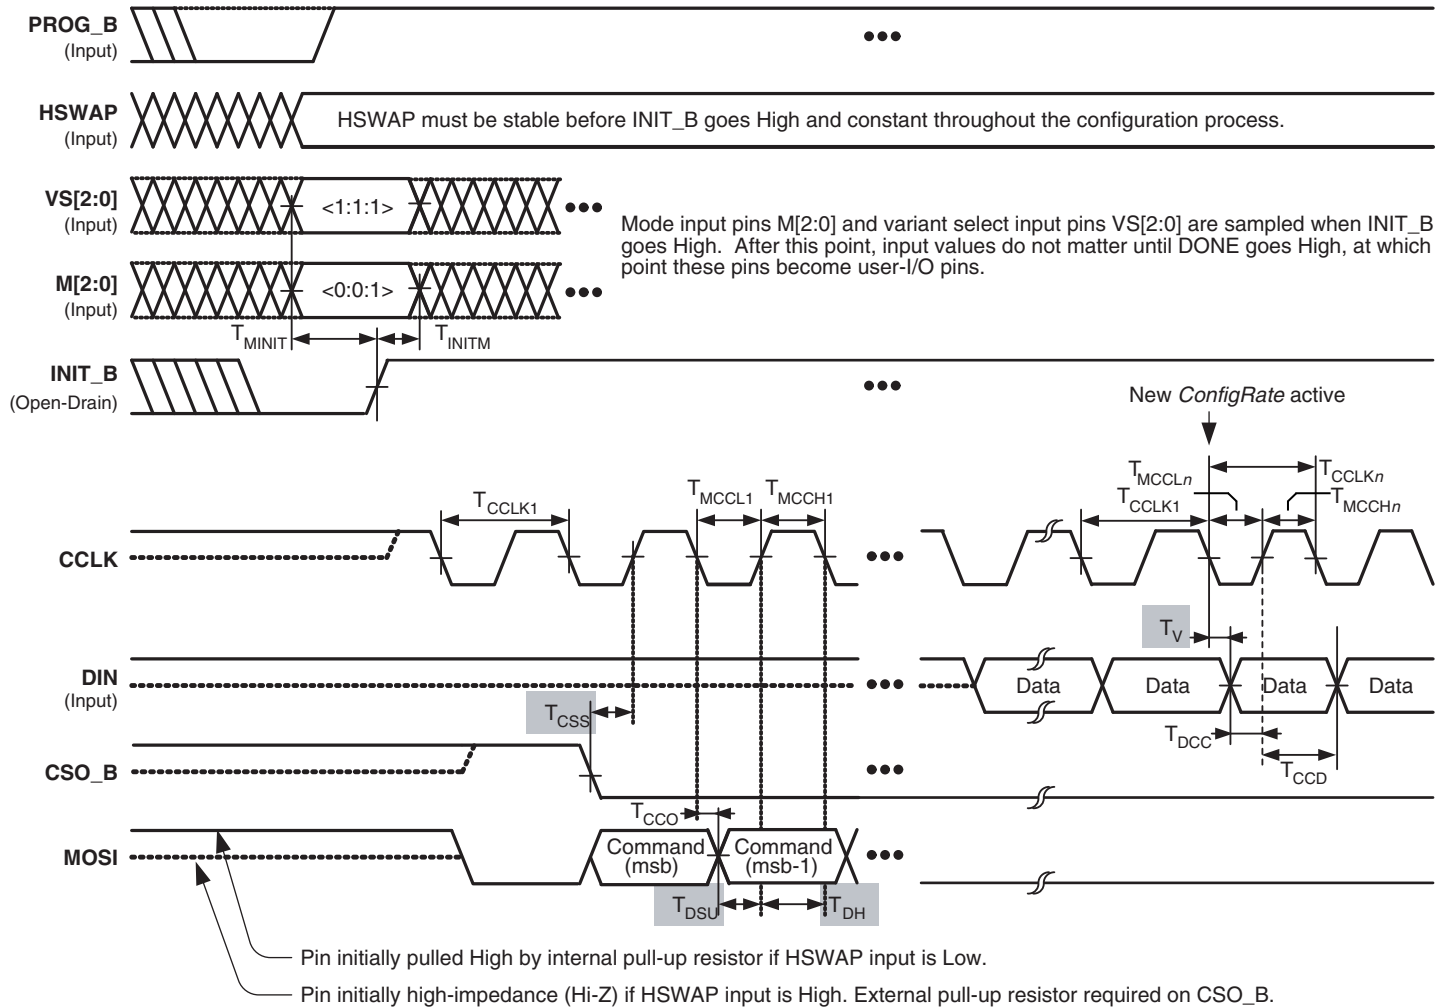 PROG_B
(Input)
HSWAP
(Input)
HSWAP must be stable before INIT_B goes High and constant throughout the configuration process.
VS[2:0]
(Input)
<1:1:1>
Mode input pins M[2:0] and variant select input pins VS[2:0] are sampled when INIT_B
goes High. After this point, input values do not matter until DONE goes High, at which
point these pins become user-I/O pins.
M[2:0]
(Input)
<0:0:1>
TMINIT
TINITM
INIT_B
(Open-Drain)
New ConfigRate active
TMCCLn
TCCLKn
TCCLK1
TMCCL1
TMCCH1
TCCLK1
TMCCHn
CCLK
TV
DIN
(Input)
Data
Data
Data
Data
TCSS
TDCC
TCCD
CSO_B
TCCO
MOSI
Command
(msb)
Command
(msb-1)
TDSU
TDH
Pin initially pulled High by internal pull-up resistor if HSWAP input is Low.
Pin initially high-impedance (Hi-Z) if HSWAP input is High. External pull-up resistor required on CSO_B.